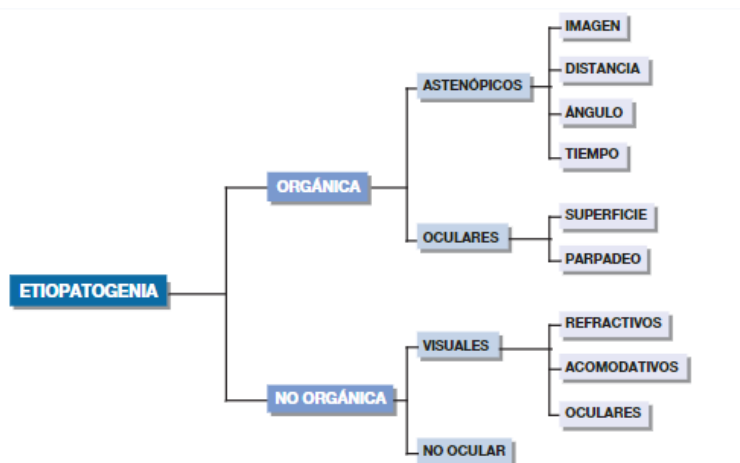 IMAGEN
DISTANCIA
ASTENÓPICOS
ÁNGULO
TIEMPO
ORGÁNICA
SUPERFICIE
OCULARES
PARPADEO
ETIOPATOGENIA
REFRACTIVOS
VISUALES
ACOMODATIVOS
NO ORGÁNICA
OCULARES
NO OCULAR